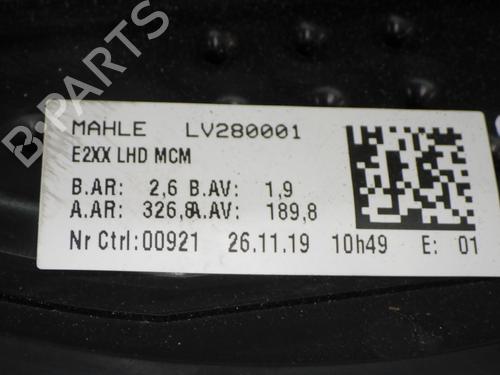 MAHLE LV280001
E2XX LHD MCM
B.AR: 2,6 B.AV: 1,9
A.AR: 326,8 A.AV: 189,8
Nr Ctrl:00921 26.11.19 10h49 E: 01
B-PARTS